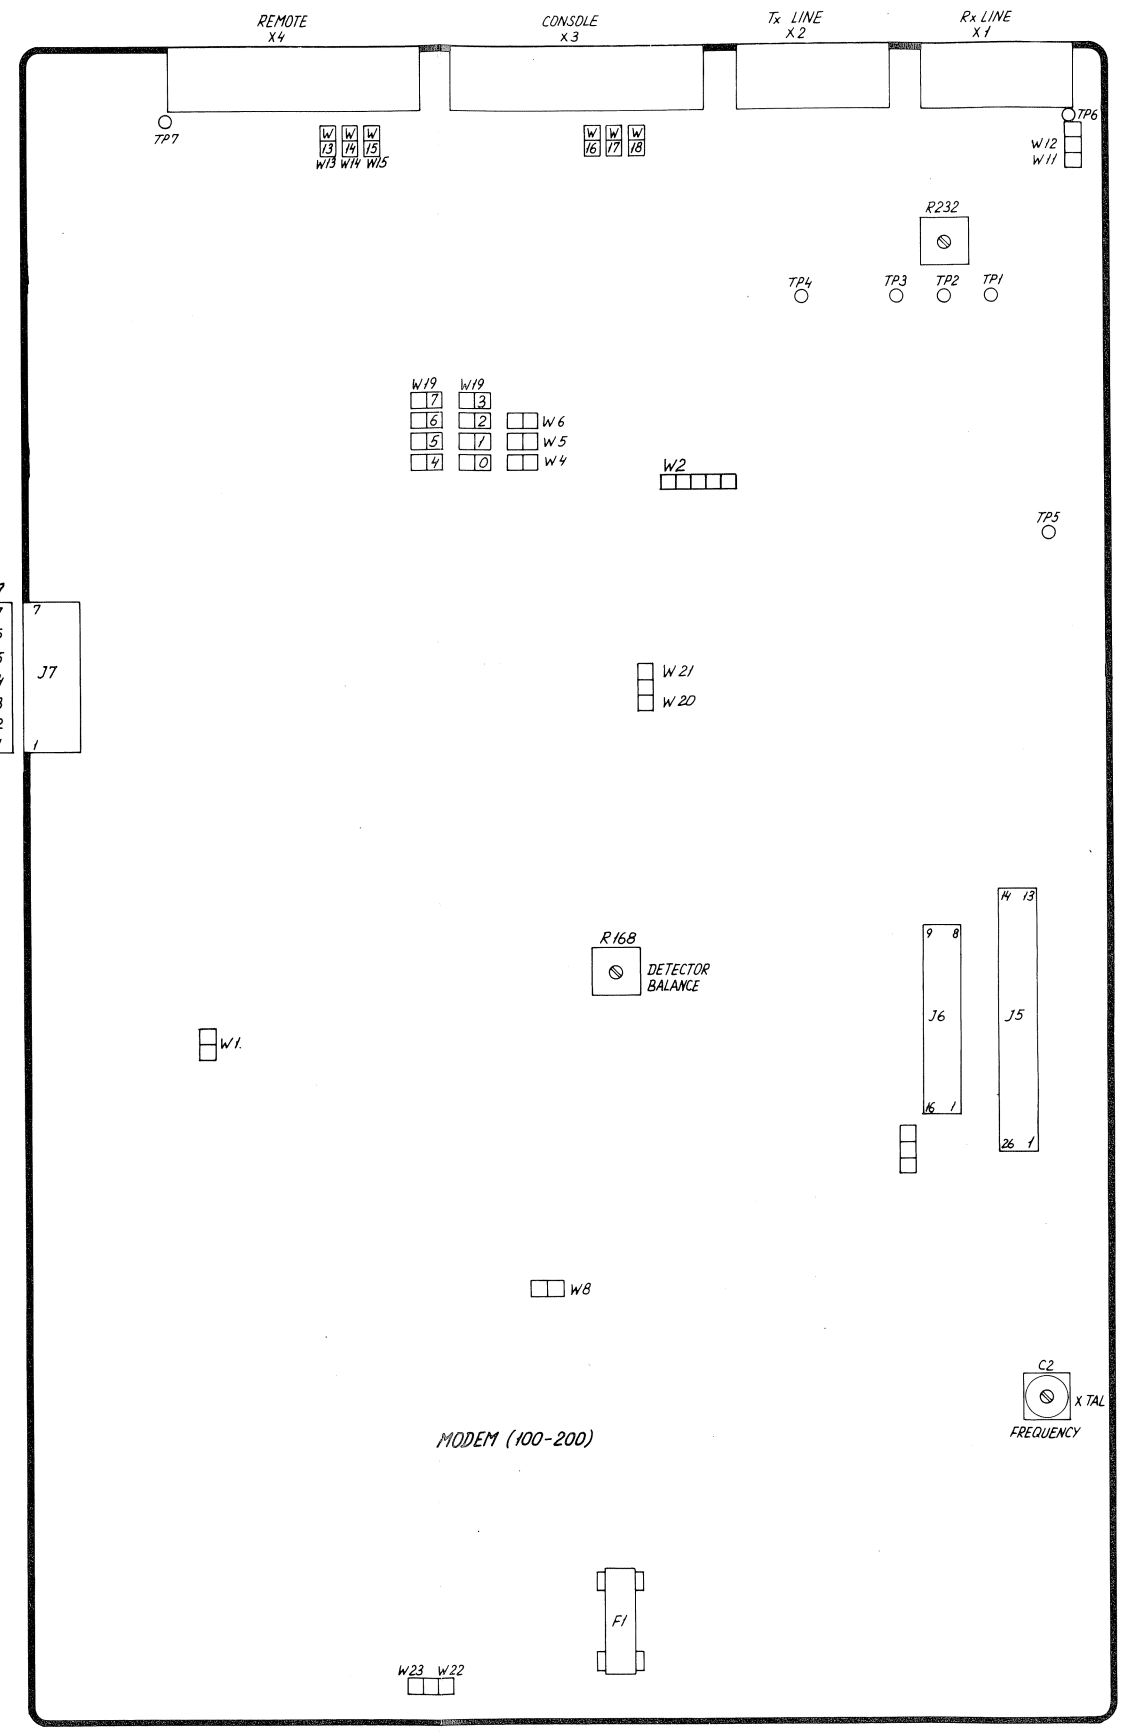 REMOTE
X4
CONSOLE
X3
Tx LINE
X2
Rx LINE
X1
TP7
W 13
W 14
W 15
W13 W14 W15
W 16
W 17
W 18
TP6
W12
W11
R232
TP4
TP3
TP2
TP1
W19
W19
7
3
6
2
W6
5
1
W5
4
0
W4
W2
TP5
7
7
J7
1
W21
W20
R168
DETECTOR
BALANCE
14 13
9 8
J6
J5
W1.
16 1
26 1
W8
C2
X TAL
FREQUENCY
MODEM (100-200)
F1
W23 W22